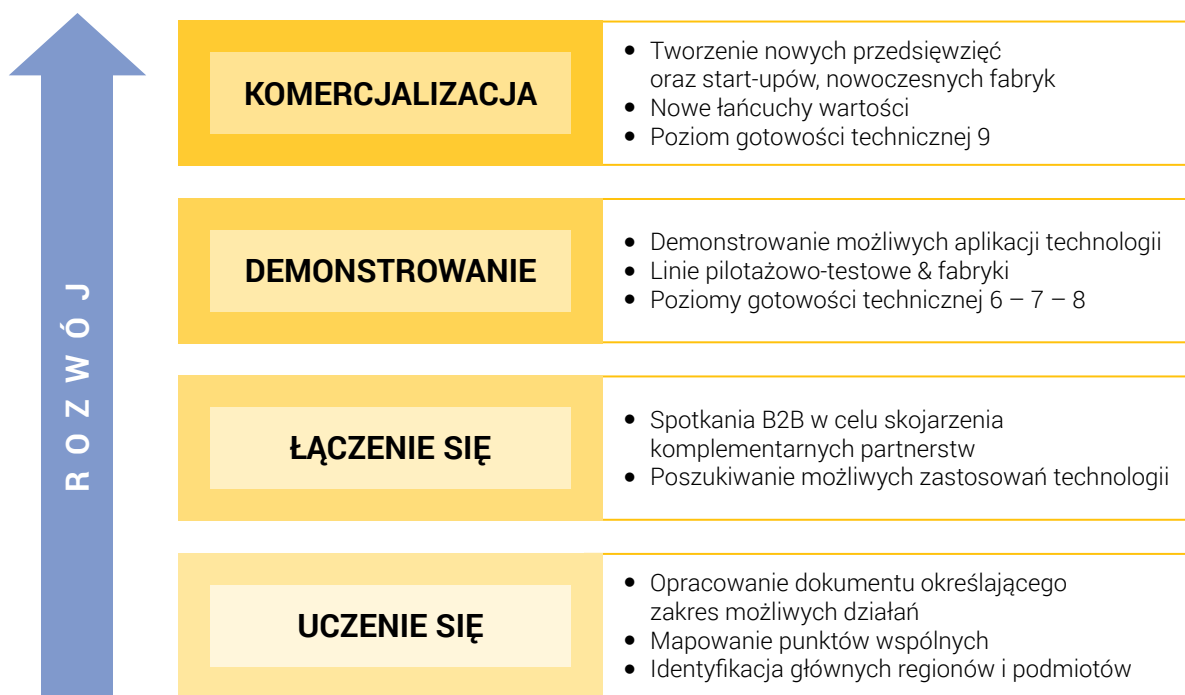 ROZWÓJ
KOMERCJALIZACJA
• Tworzenie nowych przedsięwzięć
oraz start-upów, nowoczesnych fabryk
• Nowe łańcuchy wartości
• Poziom gotowości technicznej 9
DEMONSTROWANIE
• Demonstrowanie możliwych aplikacji technologii
• Linie pilotażowo-testowe & fabryki
• Poziomy gotowości technicznej 6 – 7 – 8
ŁĄCZENIE SIĘ
• Spotkania B2B w celu skojarzenia
komplementarnych partnerstw
• Poszukiwanie możliwych zastosowań technologii
UCZENIE SIĘ
• Opracowanie dokumentu określającego
zakres możliwych działań
• Mapowanie punktów wspólnych
• Identyfikacja głównych regionów i podmiotów